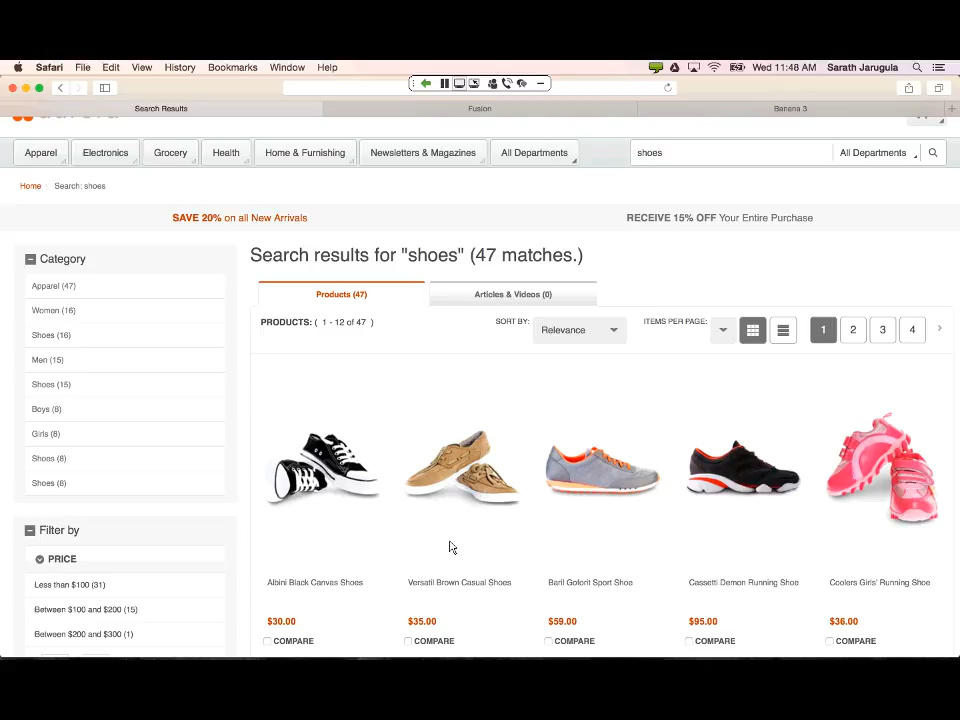 Safari File Edit View History Bookmarks Window Help Wed 11:48 AM Sarath Jarugula
Search Results Fusion Banena 3
Apparel Electronics Grocery Health Home & Furnishing Newsletters & Magazines All Departments shoes All Departments
Home Search: shoes
SAVE 20% on all New Arrivals RECEIVE 15% OFF Your Entire Purchase
Category
Apparel (47)
Women (16)
Shoes (16)
Men (15)
Shoes (15)
Boys (8)
Girls (8)
Shoes (8)
Shoes (8)
Filter by
PRICE
Less than $100 (31)
Between $100 and $200 (15)
Between $200 and $300 (1)
Search results for "shoes" (47 matches.)
Products (47) Articles & Videos (0)
PRODUCTS: ( 1 - 12 of 47 ) SORT BY: Relevance ITEMS PER PAGE: 1 2 3 4
Albini Black Canvas Shoes Versatil Brown Casual Shoes Baril Goforit Sport Shoe Cassetti Demon Running Shoe Coolers Girls' Running Shoe
$30.00 $35.00 $59.00 $95.00 $36.00
COMPARE COMPARE COMPARE COMPARE COMPARE